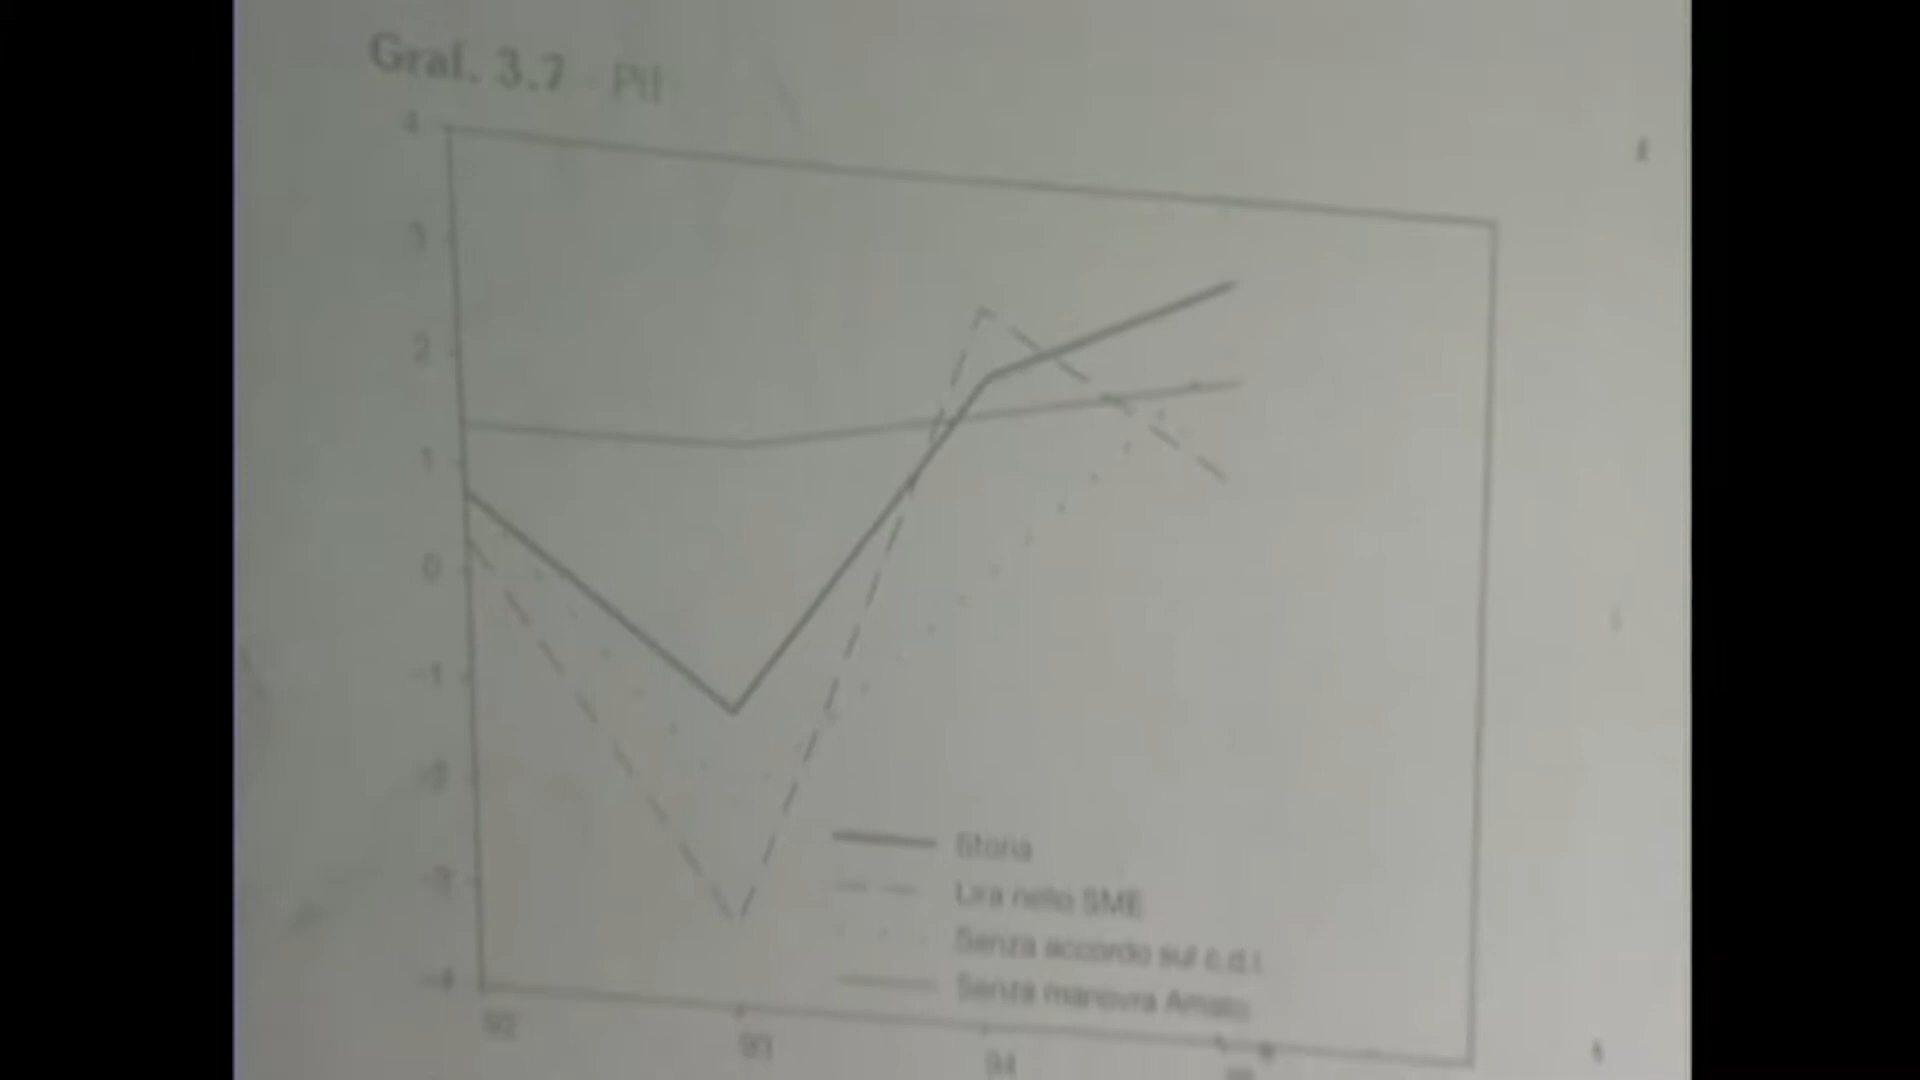 Graf. 3.7 - Pil
4
3
2
1
0
-1
-2
-3
-4
92
93
94
Storia
Lira nello SME
Senza accordo sul c.d.l.
Senza manovra Amato